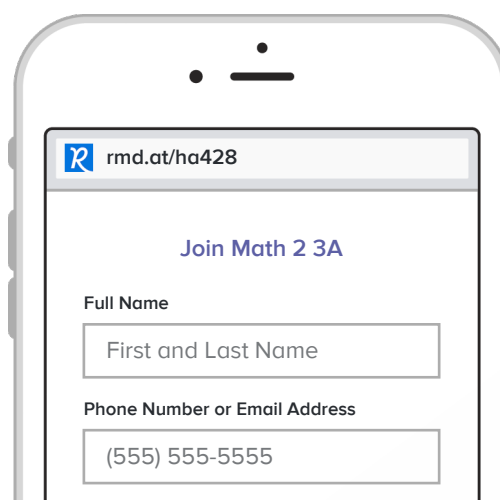 R rmd.at/ha428
Join Math 2 3A
Full Name
First and Last Name
Phone Number or Email Address
(555) 555-5555